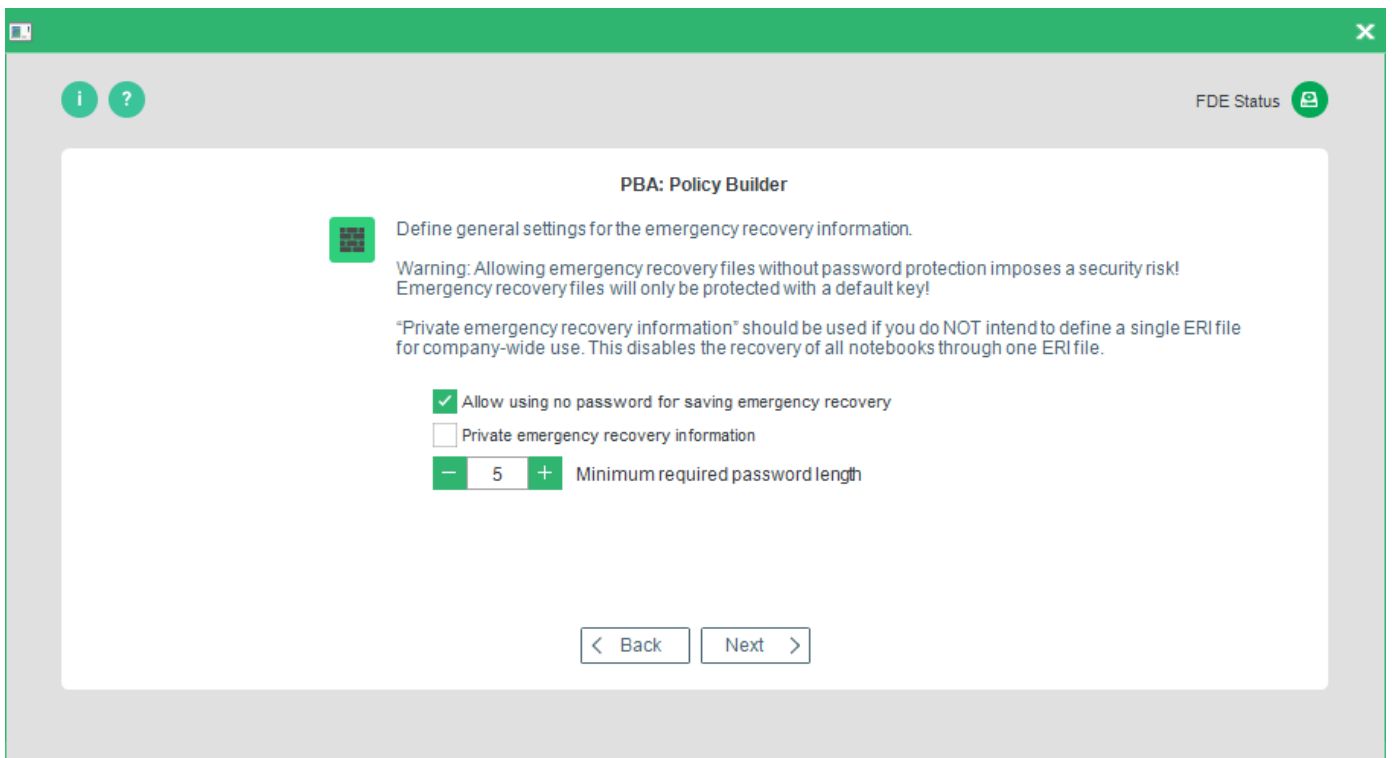 i ?
FDE Status
PBA: Policy Builder
Define general settings for the emergency recovery information.
Warning: Allowing emergency recovery files without password protection imposes a security risk!
Emergency recovery files will only be protected with a default key!
“Private emergency recovery information” should be used if you do NOT intend to define a single ERI file
for company-wide use. This disables the recovery of all notebooks through one ERI file.
Allow using no password for saving emergency recovery
Private emergency recovery information
5 Minimum required password length
Back Next